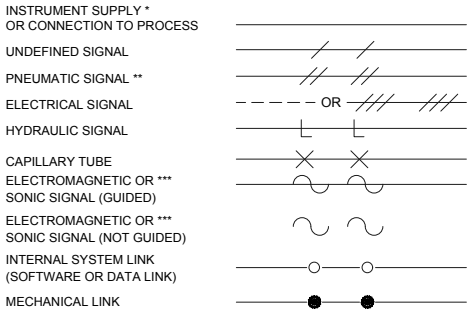 INSTRUMENT SUPPLY *
OR CONNECTION TO PROCESS
UNDEFINED SIGNAL
PNEUMATIC SIGNAL **
ELECTRICAL SIGNAL
OR
HYDRAULIC SIGNAL
CAPILLARY TUBE
ELECTROMAGNETIC OR ***
SONIC SIGNAL (GUIDED)
ELECTROMAGNETIC OR ***
SONIC SIGNAL (NOT GUIDED)
INTERNAL SYSTEM LINK
(SOFTWARE OR DATA LINK)
MECHANICAL LINK